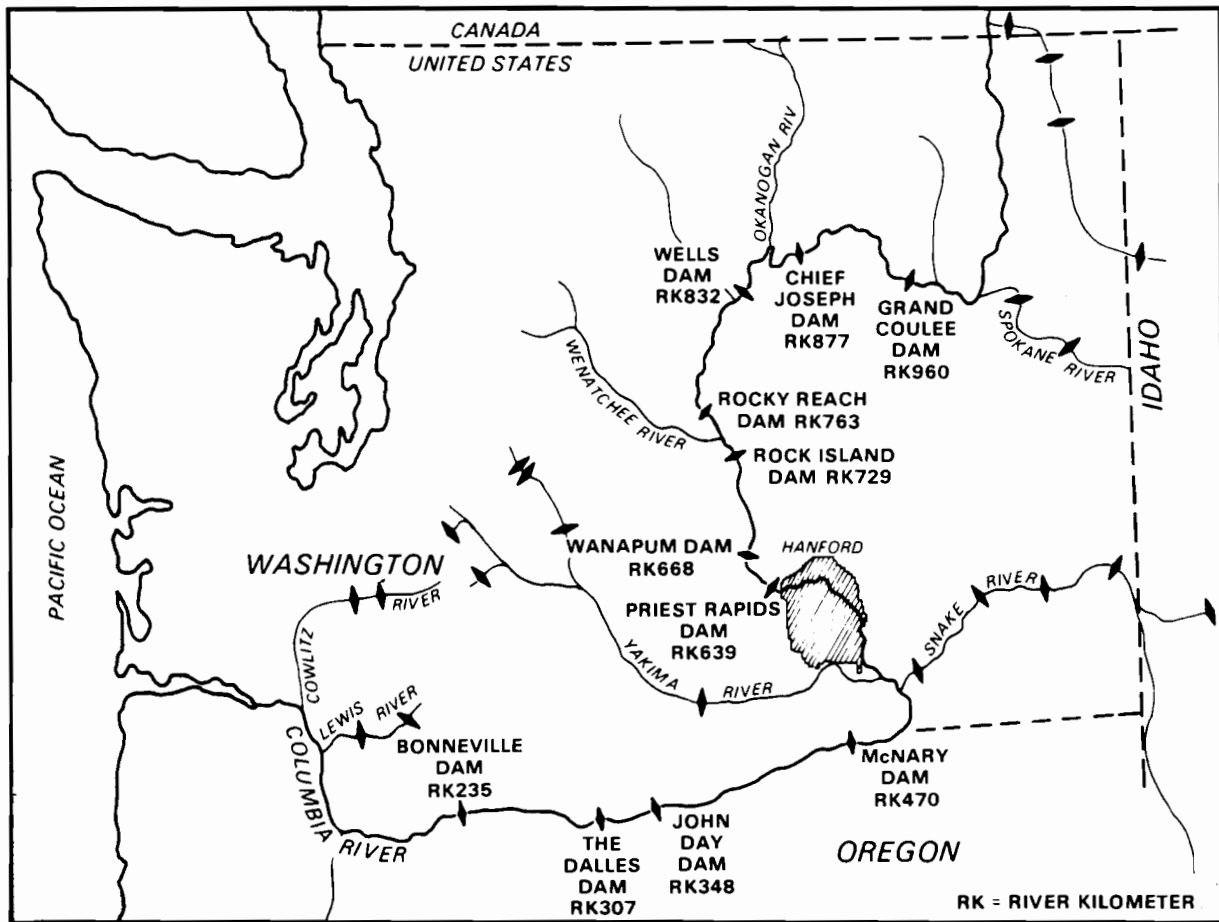 CANADA
UNITED STATES
OKANOGAN RIV
WELLS
DAM
RK832
CHIEF
JOSEPH
DAM
RK877
GRAND
COULEE
DAM
RK960
SPOKANE RIVER
IDAHO
WENATCHEE RIVER
ROCKY REACH
DAM RK763
ROCK ISLAND
DAM RK729
PACIFIC OCEAN
WASHINGTON
WANAPUM DAM
RK668
HANFORD
PRIEST RAPIDS
DAM
RK639
SNAKE RIVER
COWLITZ RIVER
YAKIMA RIVER
LEWIS RIVER
BONNEVILLE
DAM
RK235
COLUMBIA RIVER
McNARY
DAM
RK470
THE
DALLES
DAM
RK307
JOHN
DAY
DAM
RK348
OREGON
RK = RIVER KILOMETER